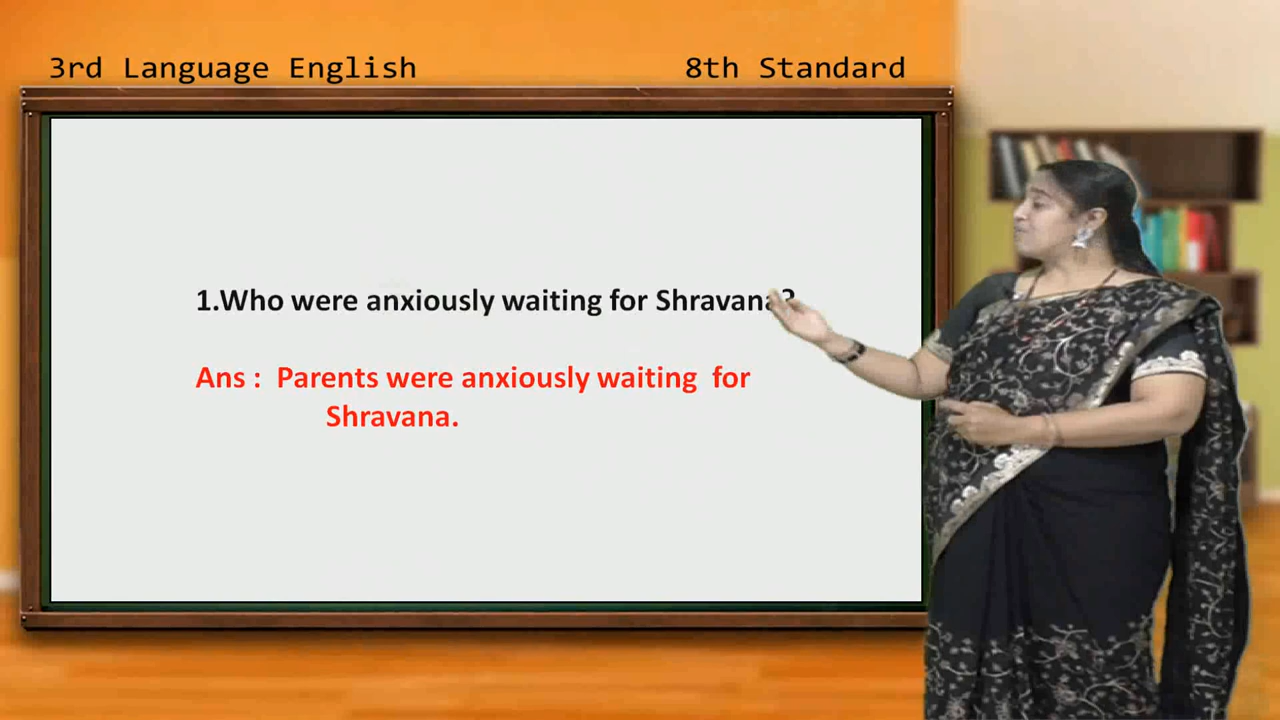 3rd Language English 8th Standard
1.Who were anxiously waiting for Shravana?
Ans : Parents were anxiously waiting for
Shravana.